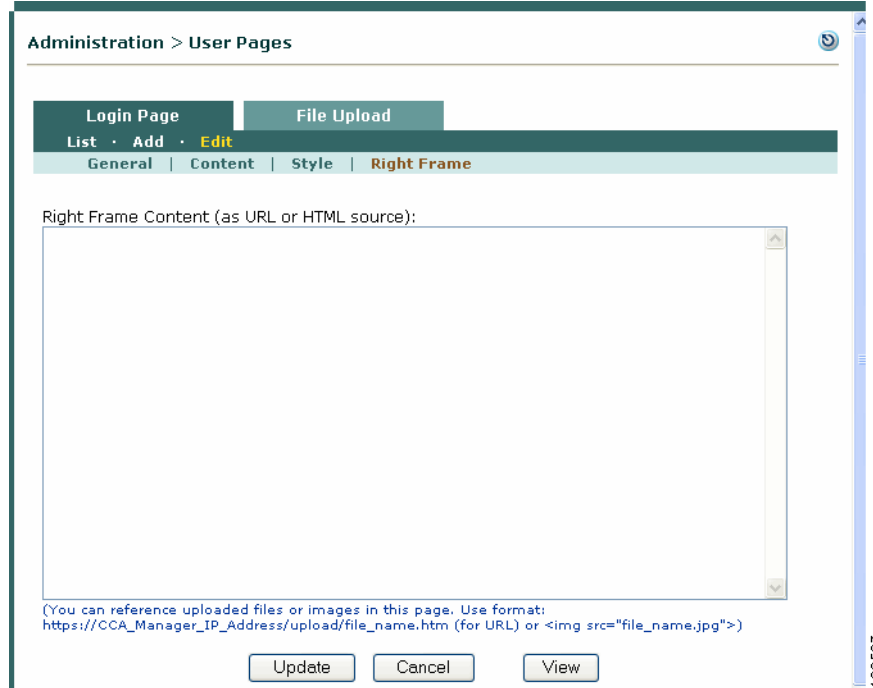 Administration > User Pages
Login Page File Upload
List · Add · Edit
General | Content | Style | Right Frame
Right Frame Content (as URL or HTML source):
(You can reference uploaded files or images in this page. Use format:
https://CCA_Manager_IP_Address/upload/file_name.htm (for URL) or <img src="file_name.jpg">)
Update Cancel View